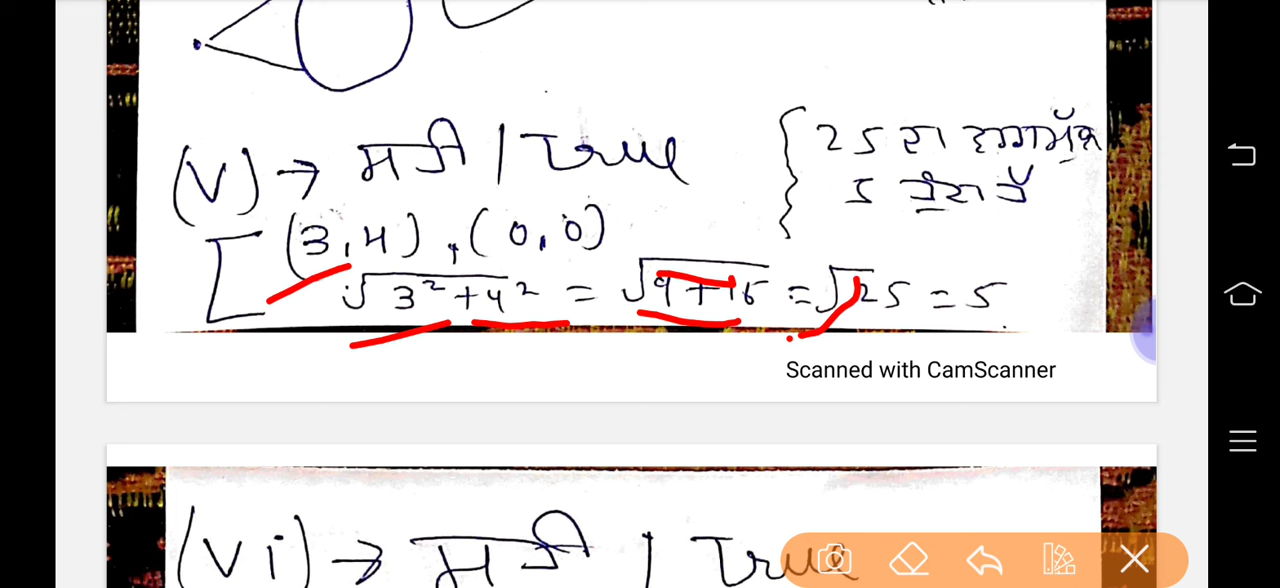 (V) → ਸਹੀ | True
25 ਦਾ
5
(3,4), (0,0)
√3²+4² = √9+16 = √25 = 5
Scanned with CamScanner
(Vi) → ਸਹੀ | True